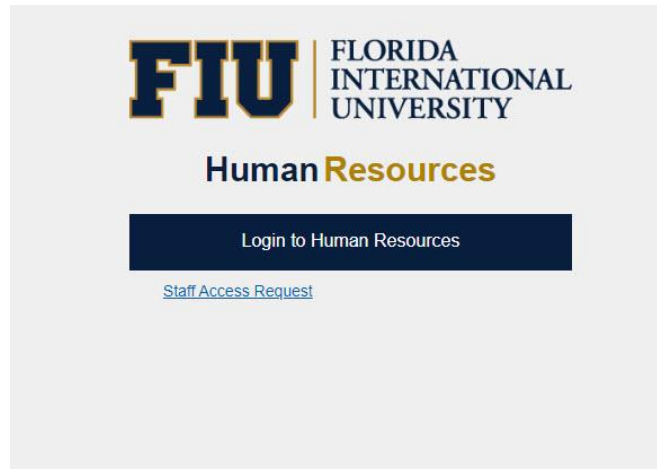 FIU
FLORIDA
INTERNATIONAL
UNIVERSITY
Human Resources
Login to Human Resources
Staff Access Request